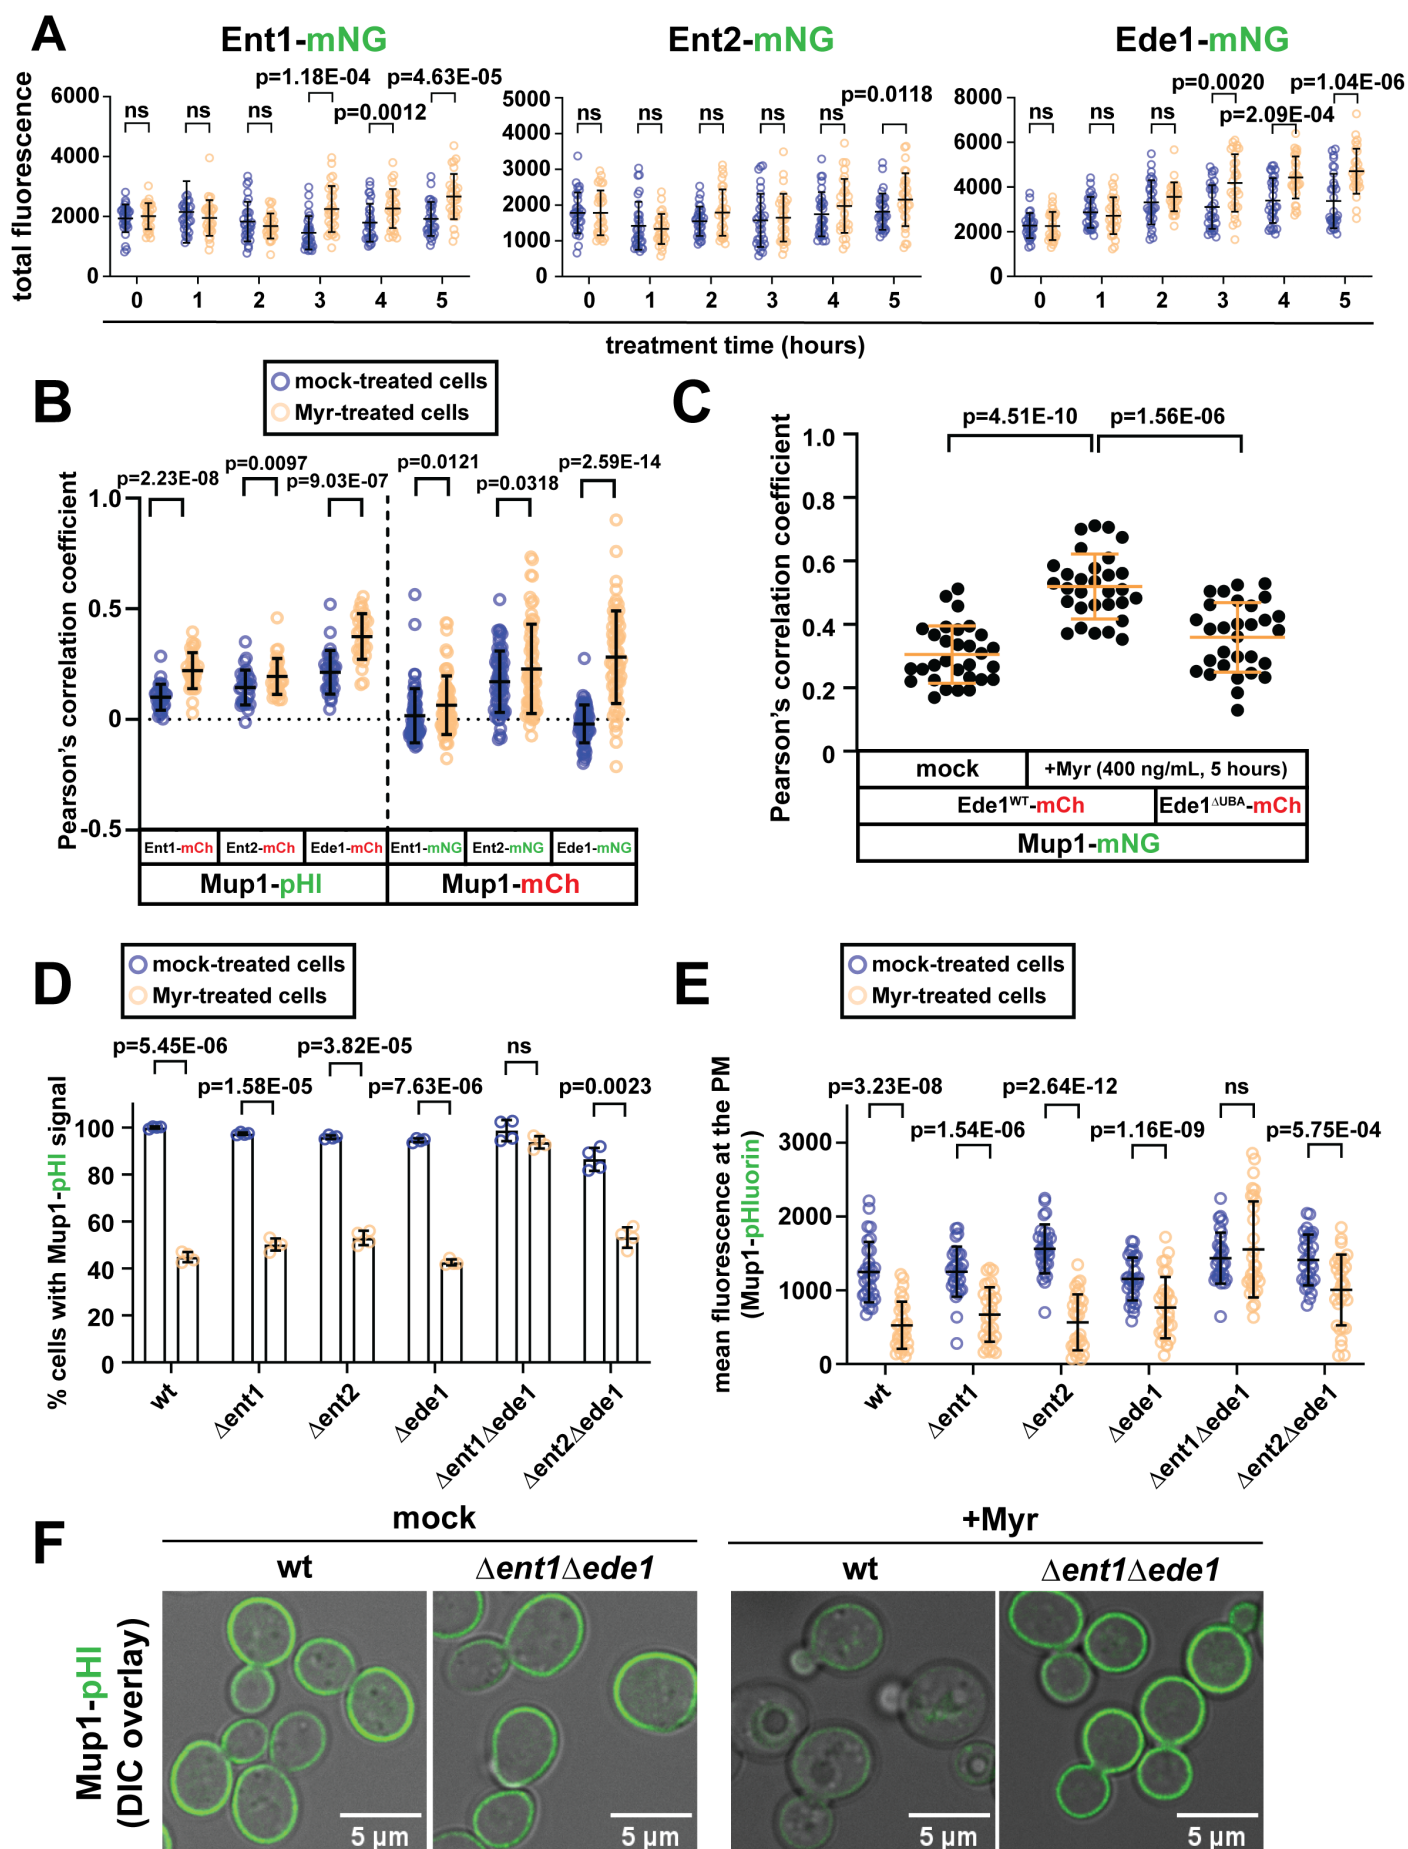 A
Ent1-mNG
Ent2-mNG
Ede1-mNG
total fluorescence
p=1.18E-04 p=4.63E-05
ns ns ns p=0.0012
6000
4000
2000
0
0 1 2 3 4 5
p=0.0118
ns ns ns ns ns
5000
4000
3000
2000
1000
0
0 1 2 3 4 5
p=0.0020 p=1.04E-06
ns ns ns p=2.09E-04
8000
6000
4000
2000
0
0 1 2 3 4 5
treatment time (hours)
B
mock-treated cells
Myr-treated cells
Pearson's correlation coefficient
p=2.23E-08 p=0.0097 p=9.03E-07 p=0.0121 p=0.0318 p=2.59E-14
1.0
0.5
0
-0.5
Ent1-mCh Ent2-mCh Ede1-mCh Ent1-mNG Ent2-mNG Ede1-mNG
Mup1-pHl Mup1-mCh
C
Pearson's correlation coefficient
p=4.51E-10 p=1.56E-06
1.0
0.8
0.6
0.4
0.2
0
mock +Myr (400 ng/mL, 5 hours)
Ede1WT-mCh Ede1ΔUBA-mCh
Mup1-mNG
D
mock-treated cells
Myr-treated cells
% cells with Mup1-pHl signal
p=5.45E-06 p=3.82E-05 ns
p=1.58E-05 p=7.63E-06 p=0.0023
100
80
60
40
20
0
wt Δent1 Δent2 Δede1 Δent1Δede1 Δent2Δede1
E
mock-treated cells
Myr-treated cells
mean fluorescence at the PM
(Mup1-pHluorin)
p=3.23E-08 p=2.64E-12 ns
p=1.54E-06 p=1.16E-09 p=5.75E-04
3000
2000
1000
0
wt Δent1 Δent2 Δede1 Δent1Δede1 Δent2Δede1
F
mock +Myr
wt Δent1Δede1 wt Δent1Δede1
Mup1-pHl
(DIC overlay)
5 μm 5 μm 5 μm 5 μm